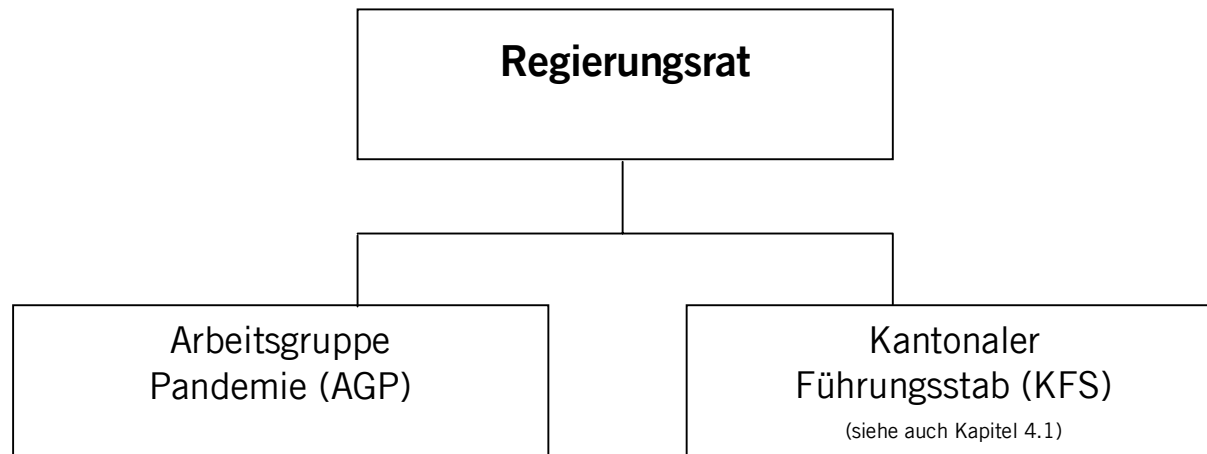 Regierungsrat
Arbeitsgruppe
Pandemie (AGP)
Kantonaler
Führungsstab (KFS)
(siehe auch Kapitel 4.1)